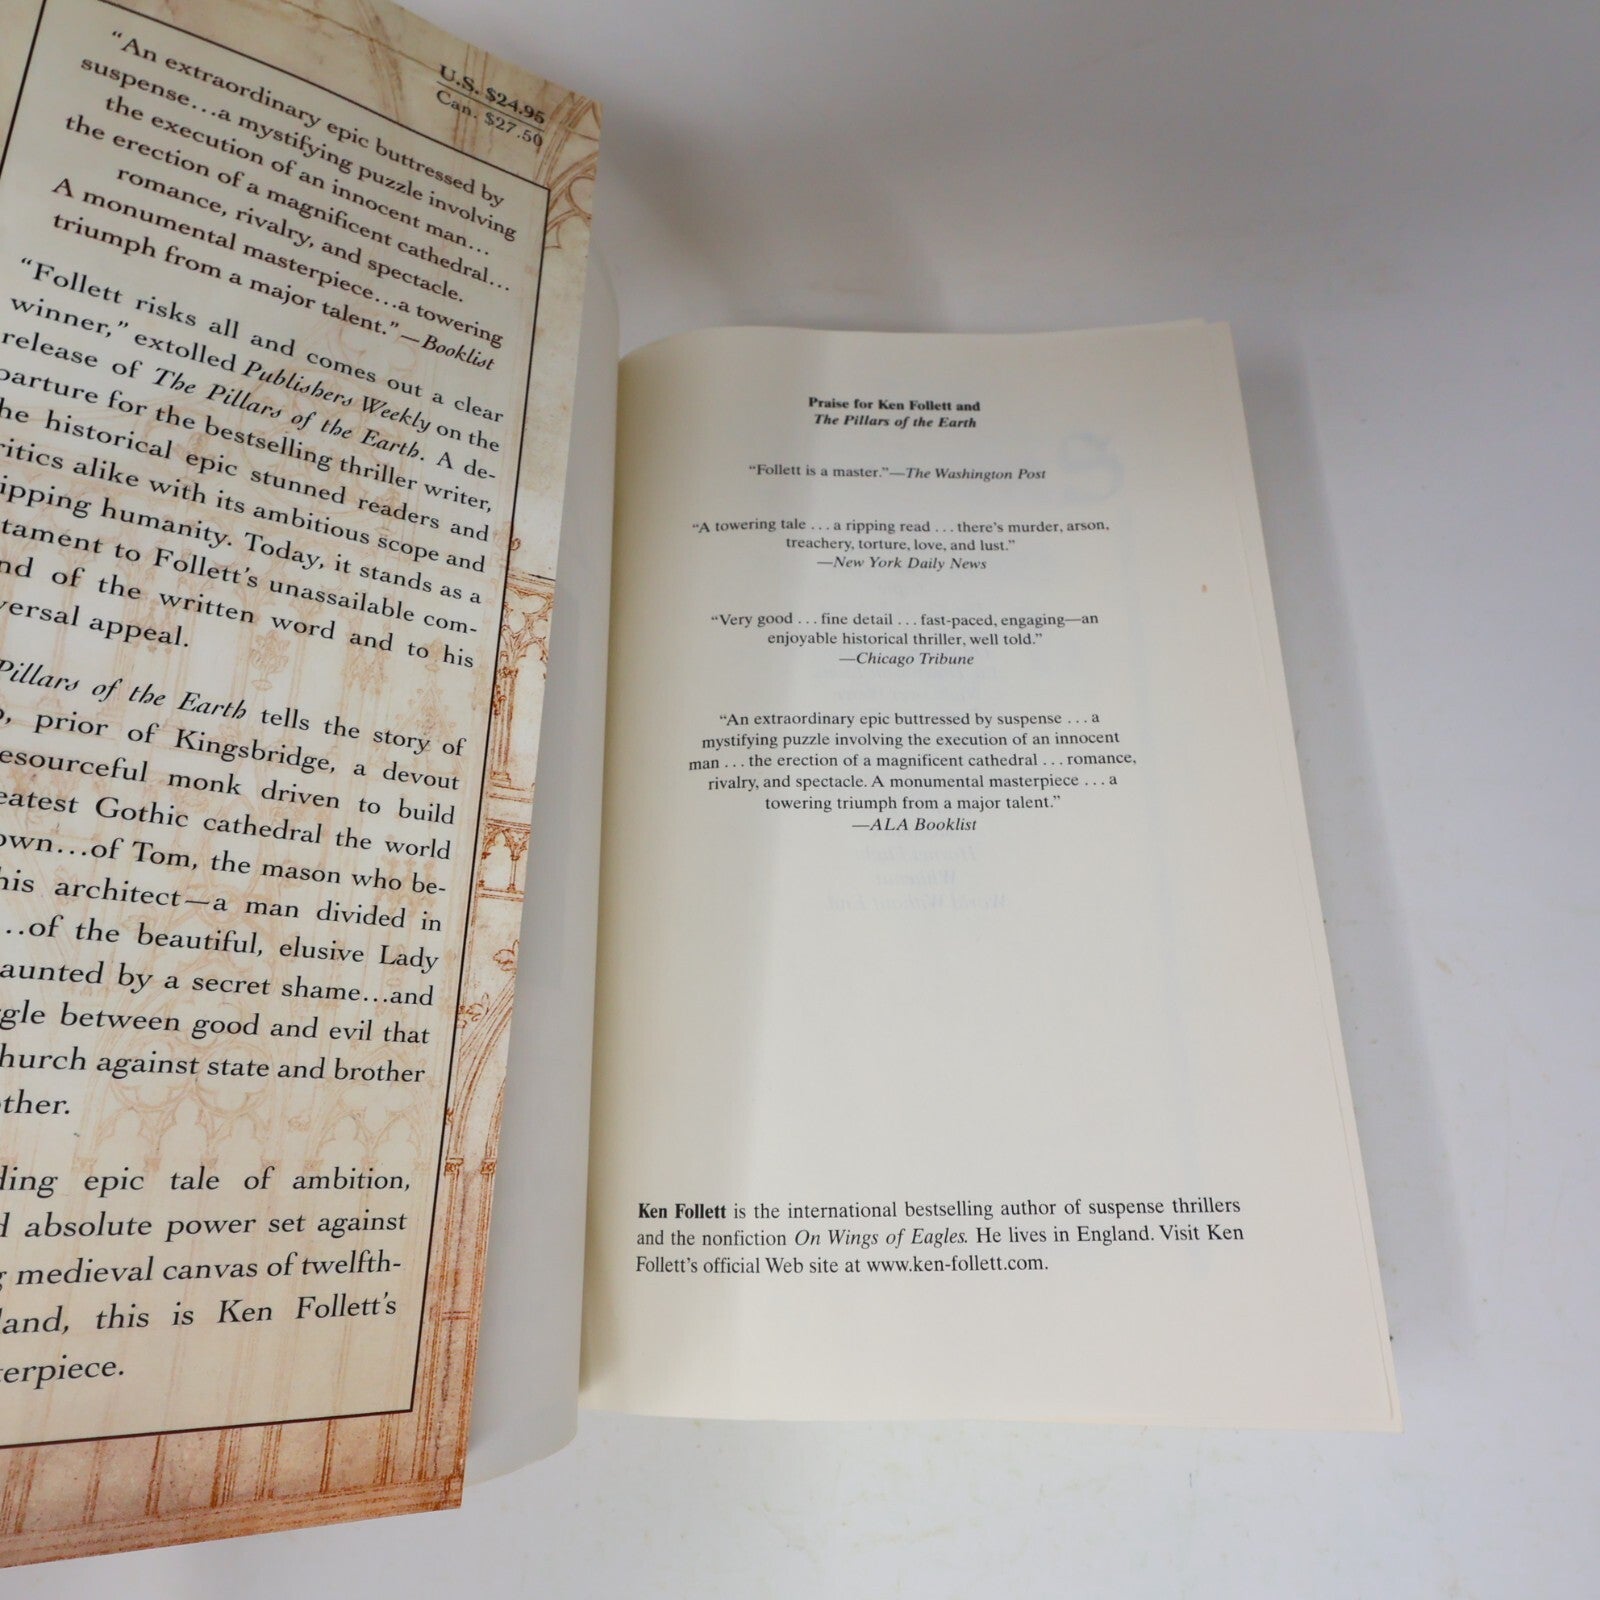 U.S. $24.95
Can. $27.50
“An extraordinary epic buttressed by
suspense...a mystifying puzzle involving
the execution of an innocent man...
the erection of a magnificent cathedral...
romance, rivalry, and spectacle.
A monumental masterpiece...a towering
triumph from a major talent.”—Booklist
“Follett risks all and comes out a clear
winner,” extolled Publishers Weekly on the
release of The Pillars of the Earth. A de-
parture for the bestselling thriller writer,
he historical epic stunned readers and
ritics alike with its ambitious scope and
ipping humanity. Today, it stands as a
tament to Follett’s unassailable com-
nd of the written word and to his
versal appeal.
Pillars of the Earth tells the story of
, prior of Kingsbridge, a devout
esourceful monk driven to build
eatest Gothic cathedral the world
own...of Tom, the mason who be-
his architect—a man divided in
...of the beautiful, elusive Lady
aunted by a secret shame...and
ggle between good and evil that
hurch against state and brother
ther.
ding epic tale of ambition,
d absolute power set against
g medieval canvas of twelfth-
land, this is Ken Follett’s
terpiece.
Praise for Ken Follett and
The Pillars of the Earth
“Follett is a master.”—The Washington Post
“A towering tale . . . a ripping read . . . there’s murder, arson,
treachery, torture, love, and lust.”
—New York Daily News
“Very good . . . fine detail . . . fast-paced, engaging—an
enjoyable historical thriller, well told.”
—Chicago Tribune
“An extraordinary epic buttressed by suspense . . . a
mystifying puzzle involving the execution of an innocent
man . . . the erection of a magnificent cathedral . . . romance,
rivalry, and spectacle. A monumental masterpiece . . . a
towering triumph from a major talent.”
—ALA Booklist
Ken Follett is the international bestselling author of suspense thrillers
and the nonfiction On Wings of Eagles. He lives in England. Visit Ken
Follett’s official Web site at www.ken-follett.com.